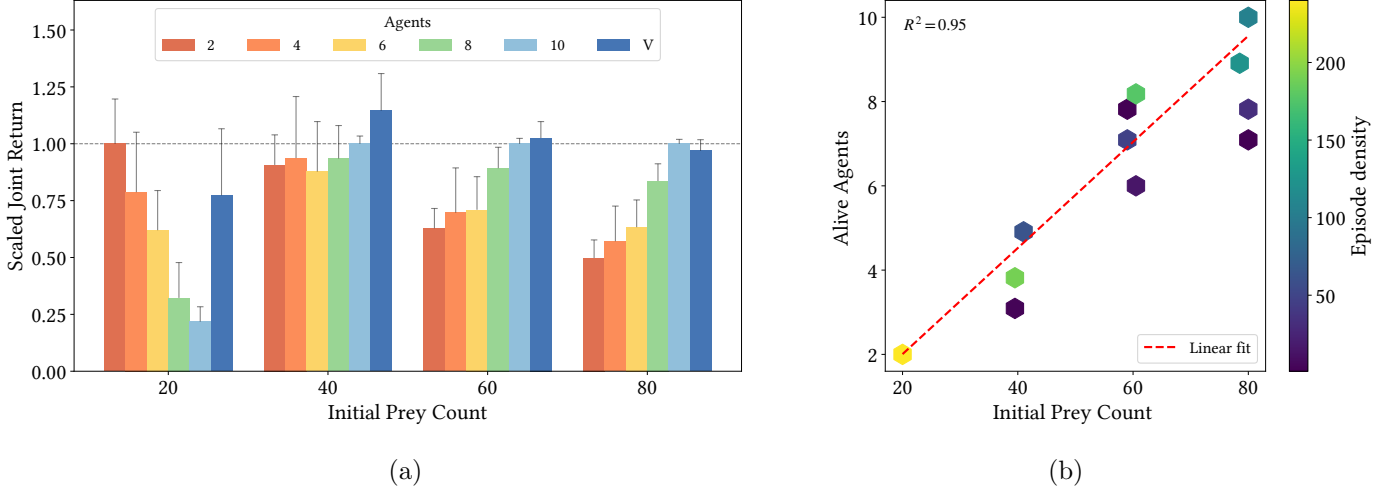 Agents
2 4 6 8 10 V
1.50
1.25
1.00
0.75
0.50
0.25
0.00
Scaled Joint Return
20 40 60 80
Initial Prey Count
(a)
R² = 0.95
10
8
6
4
2
Alive Agents
Linear fit
20 40 60 80
Initial Prey Count
200
150
100
50
Episode density
(b)